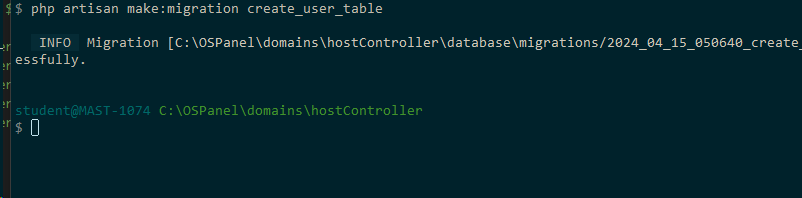 $ php artisan make:migration create_user_table
INFO Migration [C:\OSPanel\domains\hostController\database\migrations/2024_04_15_050640_create_
essfully.
student@MAST-1074 C:\OSPanel\domains\hostController
$